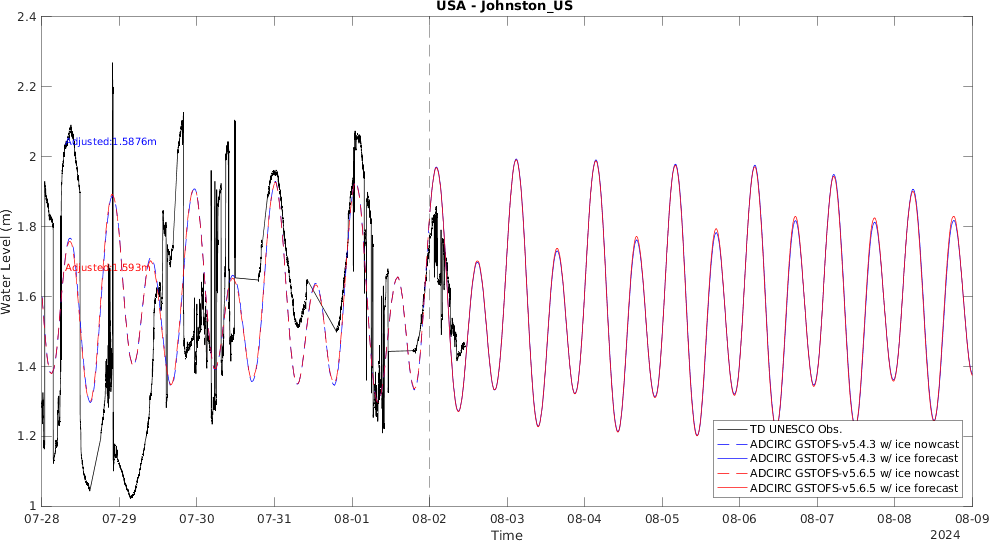 USA - Johnston_US
2.4
2.2
2
1.8
1.6
1.4
1.2
1
Water Level (m)
Adjusted:1.5876m
Adjusted:1.593m
TD UNESCO Obs.
ADCIRC GSTOFS-v5.4.3 w/ ice nowcast
ADCIRC GSTOFS-v5.4.3 w/ ice forecast
ADCIRC GSTOFS-v5.6.5 w/ ice nowcast
ADCIRC GSTOFS-v5.6.5 w/ ice forecast
07-28 07-29 07-30 07-31 08-01 08-02 08-03 08-04 08-05 08-06 08-07 08-08 08-09
Time
2024